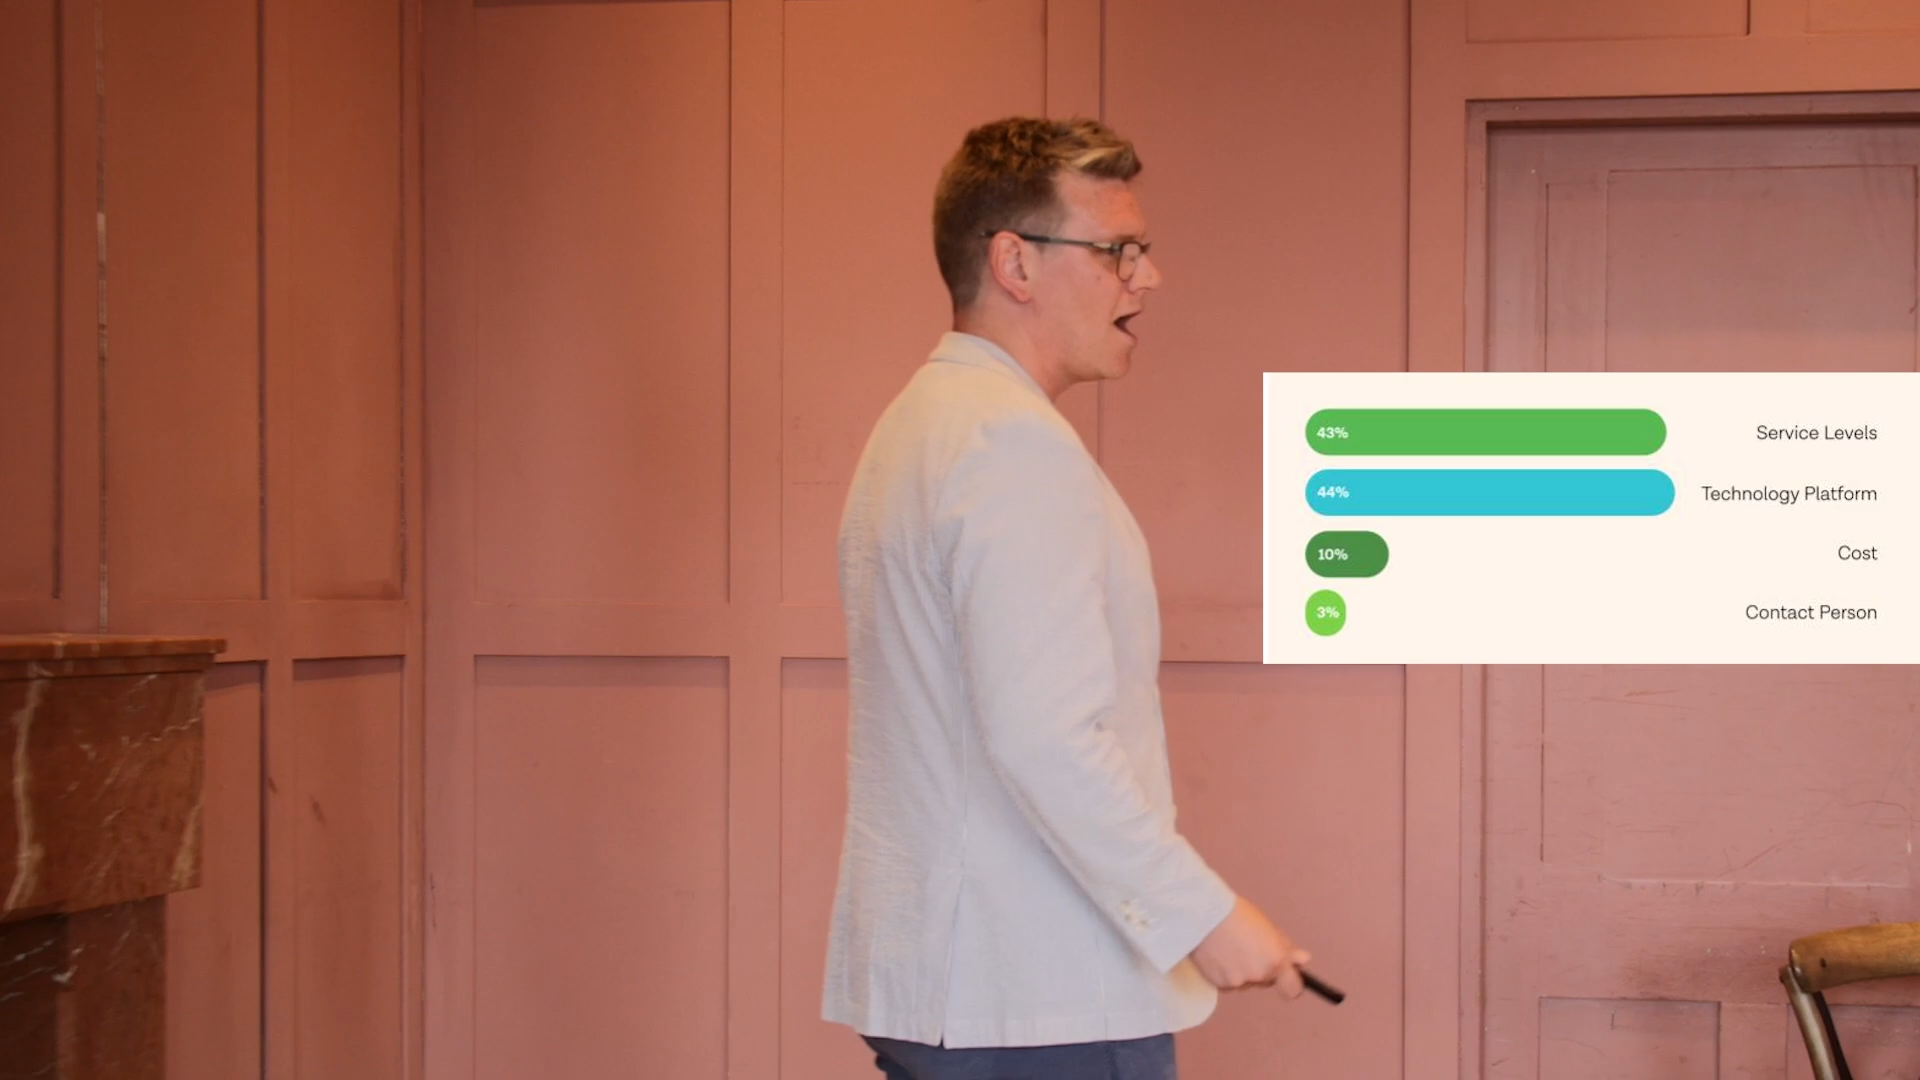 43% Service Levels
44% Technology Platform
10% Cost
3% Contact Person